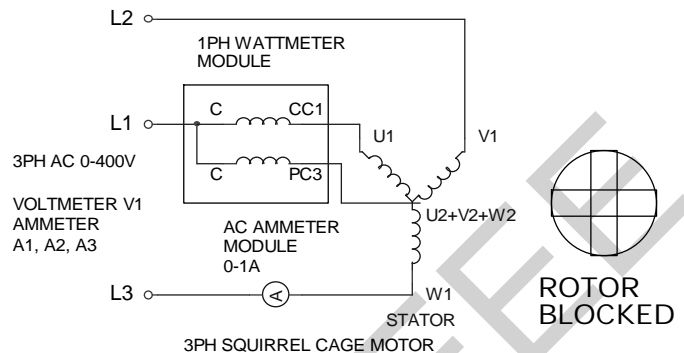 L2
1PH WATTMETER
MODULE
C CC1
L1
U1 V1
3PH AC 0-400V
C PC3
VOLTMETER V1
AMMETER
A1, A2, A3
U2+V2+W2
AC AMMETER
MODULE
0-1A
L3 A W1
STATOR
3PH SQUIRREL CAGE MOTOR
ROTOR
BLOCKED
EEE